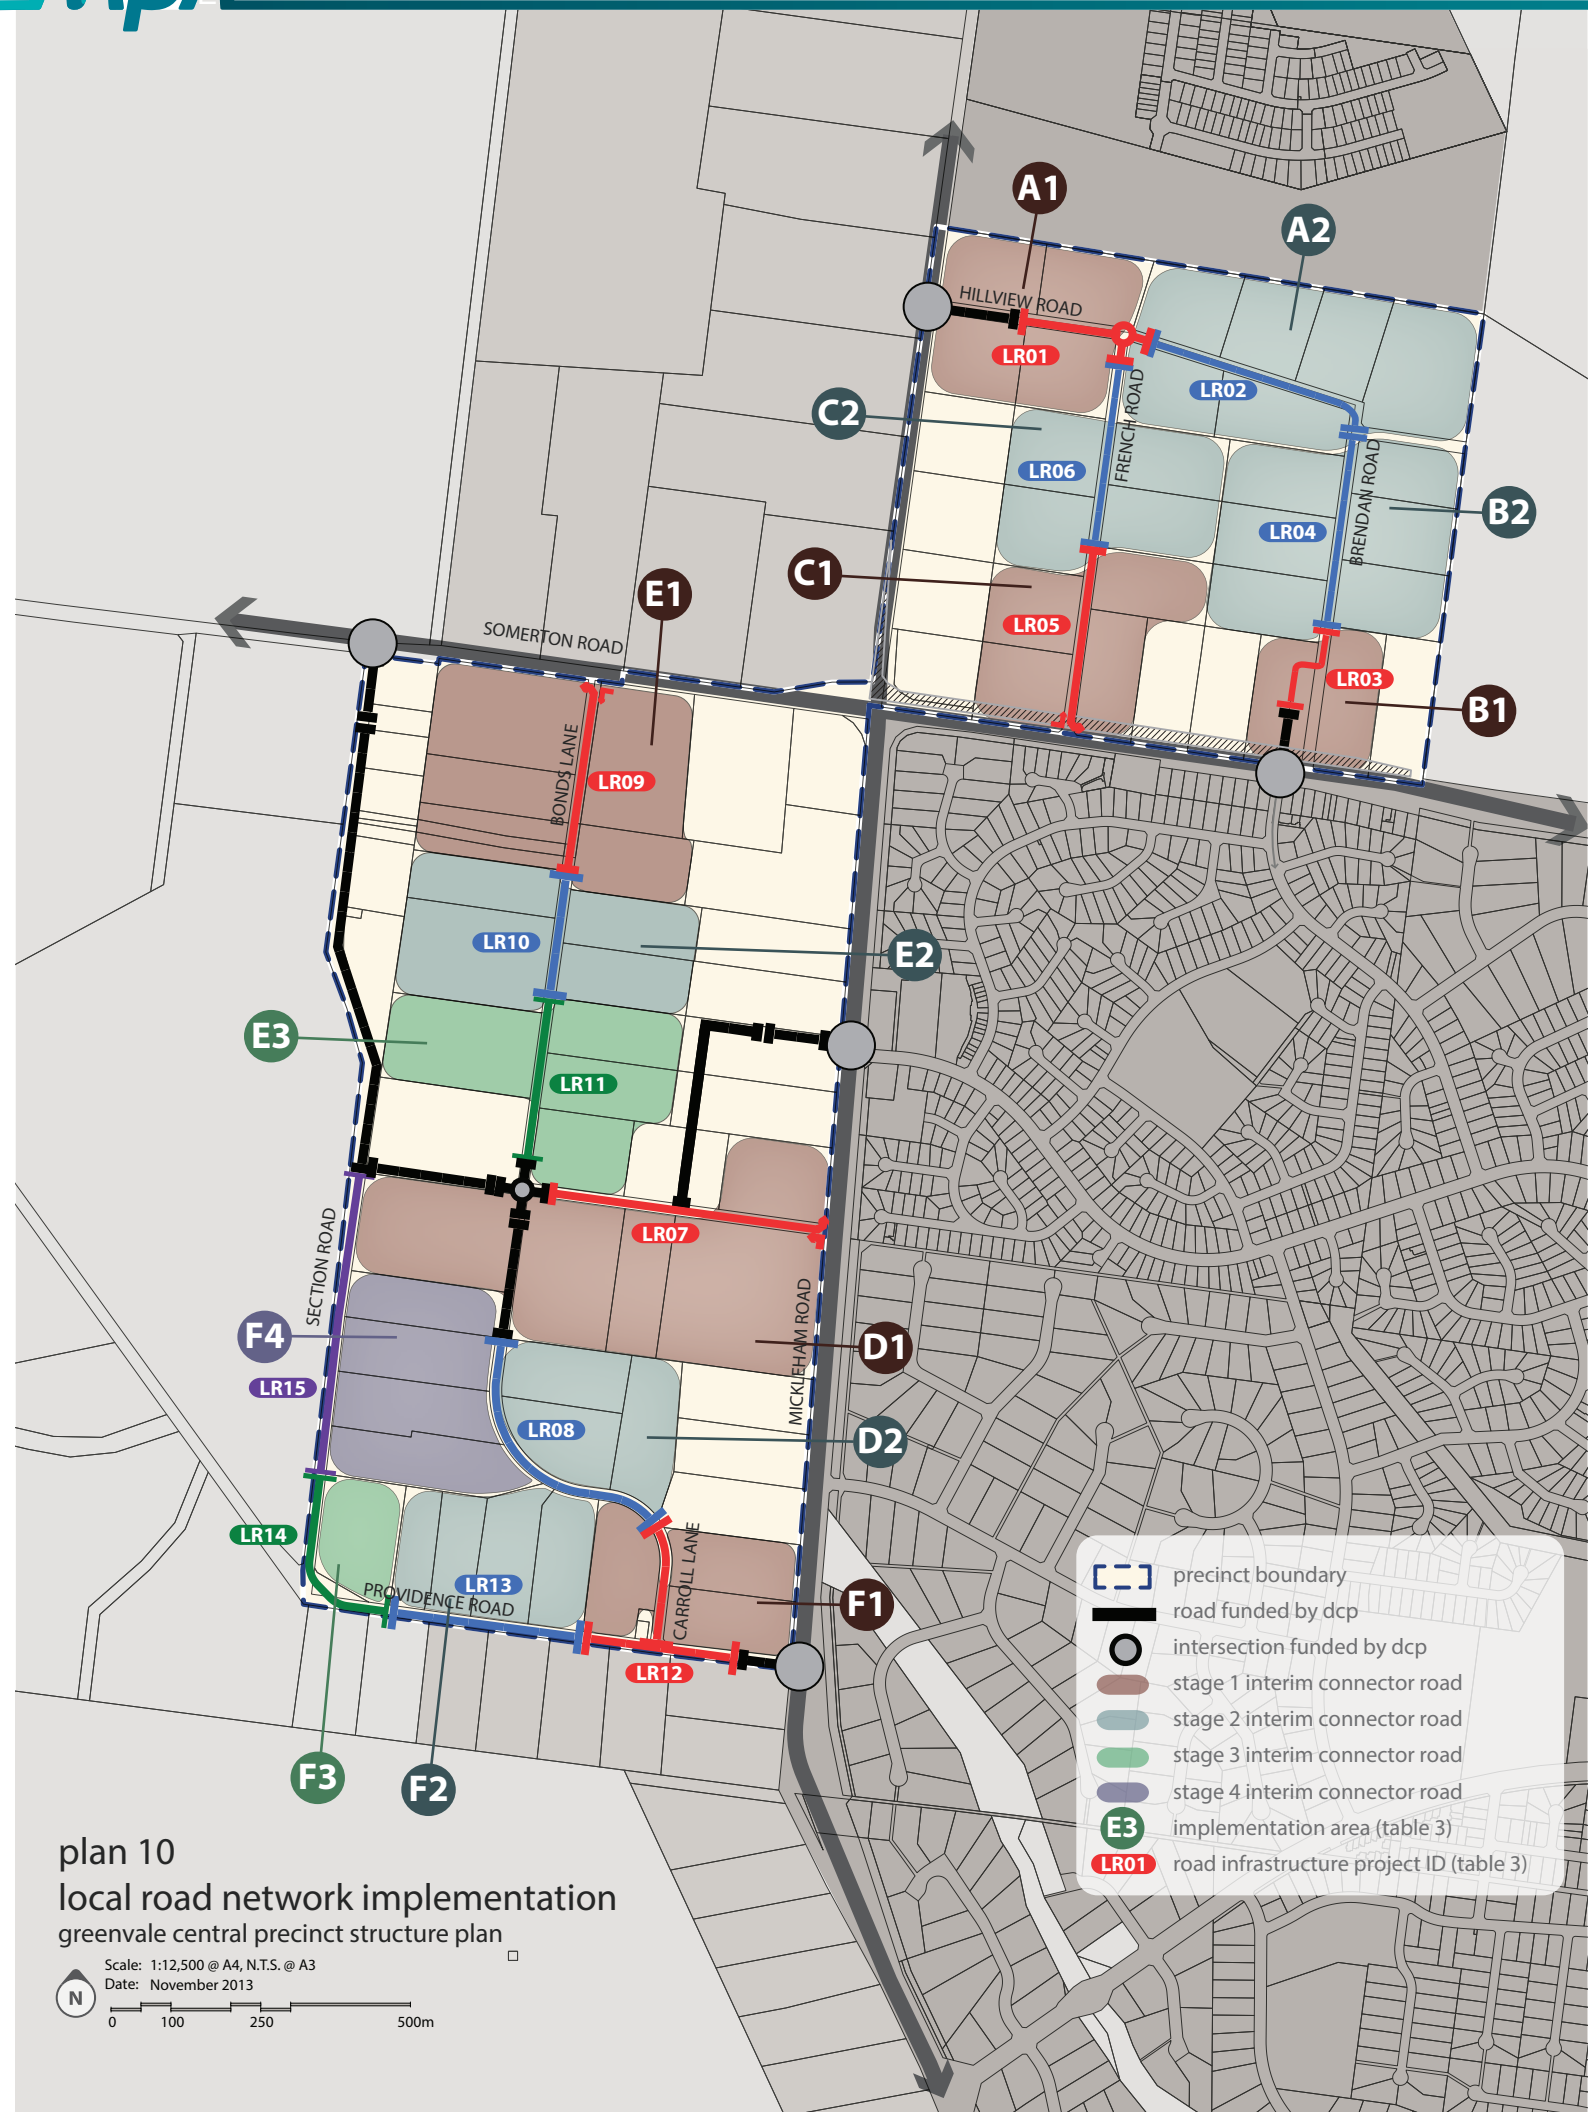 A1
A2
HILLVIEW ROAD
LR01
LR02
C2
FRENCH ROAD
LR06
BRENDAN ROAD
B2
LR04
C1
E1
LR05
SOMERTON ROAD
LR03
B1
BONDS LANE
LR09
LR10
E2
E3
LR11
LR07
SECTION ROAD
MICKLEHAM ROAD
F4
D1
LR15
LR08
D2
LR14
CARROLL LANE
LR13
PROVIDENCE ROAD
F1
LR12
F3
F2
precinct boundary
road funded by dcp
intersection funded by dcp
stage 1 interim connector road
stage 2 interim connector road
stage 3 interim connector road
stage 4 interim connector road
E3 implementation area (table 3)
LR01 road infrastructure project ID (table 3)
plan 10
local road network implementation
greenvale central precinct structure plan
Scale: 1:12,500 @ A4, N.T.S. @ A3
Date: November 2013
N
0 100 250 500m